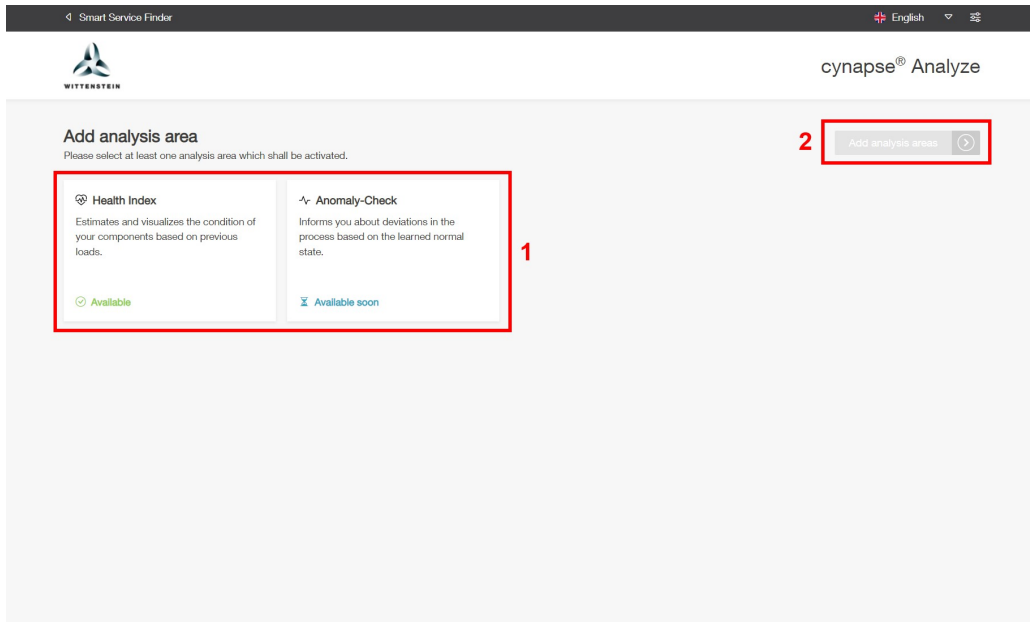 Smart Service Finder
English
WITTENSTEIN
cynapse® Analyze
Add analysis area
Please select at least one analysis area which shall be activated.
2
Add analysis areas
Health Index
Estimates and visualizes the condition of
your components based on previous
loads.
Available
Anomaly-Check
Informs you about deviations in the
process based on the learned normal
state.
Available soon
1